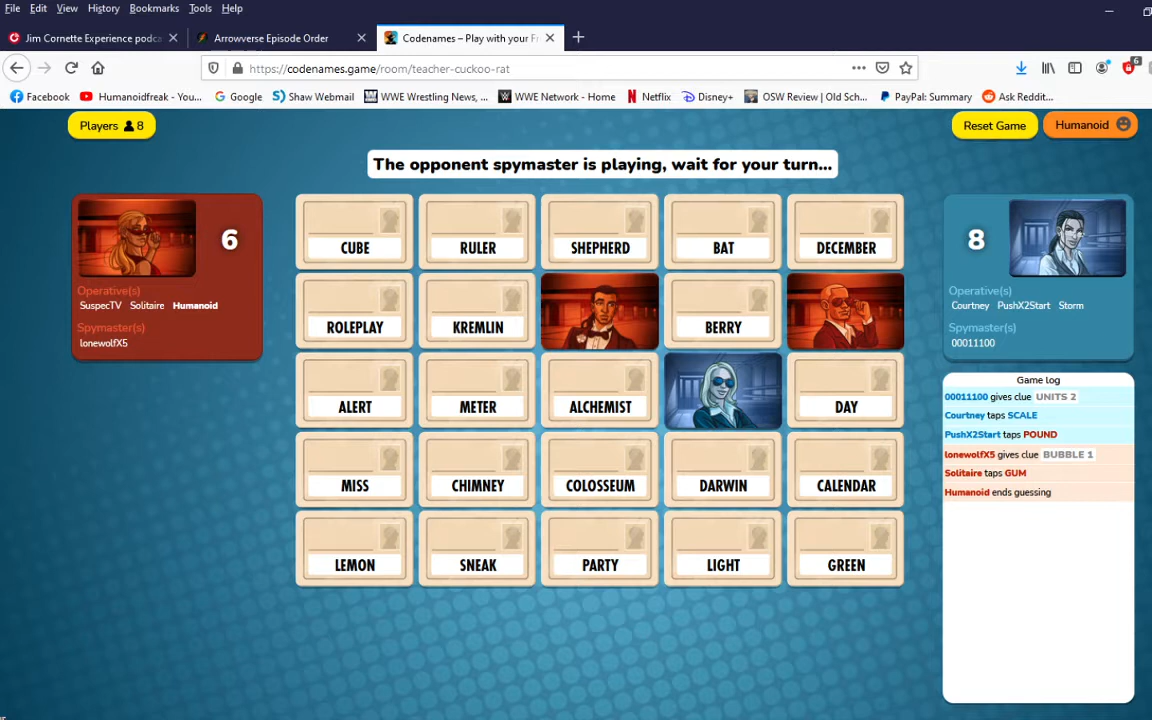 File Edit View History Bookmarks Tools Help
Jim Cornette Experience podca
Arrowverse Episode Order
Codenames – Play with your Fr
https://codenames.game/room/teacher-cuckoo-rat
6
Facebook Humanoidfreak - You... Google Shaw Webmail WWE Wrestling News, ... WWE Network - Home Netflix Disney+ OSW Review | Old Sch... PayPal: Summary Ask Reddit...
Players 8
Reset Game
Humanoid
The opponent spymaster is playing, wait for your turn...
6
Operative(s)
SuspecTV Solitaire Humanoid
Spymaster(s)
lonewolfX5
CUBE RULER SHEPHERD BAT DECEMBER
ROLEPLAY KREMLIN BERRY
ALERT METER ALCHEMIST DAY
MISS CHIMNEY COLOSSEUM DARWIN CALENDAR
LEMON SNEAK PARTY LIGHT GREEN
8
Operative(s)
Courtney PushX2Start Storm
Spymaster(s)
00011100
Game log
00011100 gives clue UNITS 2
Courtney taps SCALE
PushX2Start taps POUND
lonewolfX5 gives clue BUBBLE 1
Solitaire taps GUM
Humanoid ends guessing